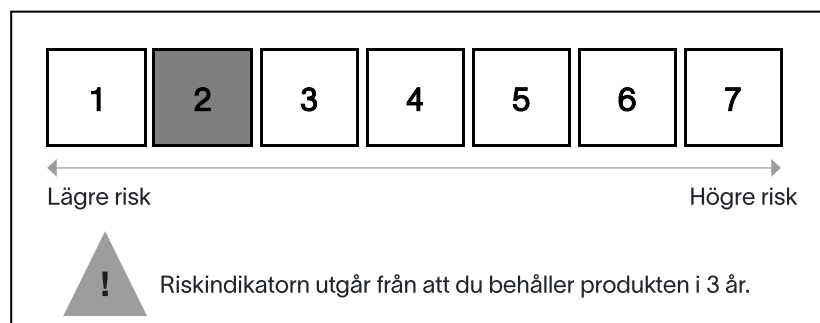 1 2 3 4 5 6 7
Lägre risk Högre risk
! Riskindikatorn utgår från att du behåller produkten i 3 år.